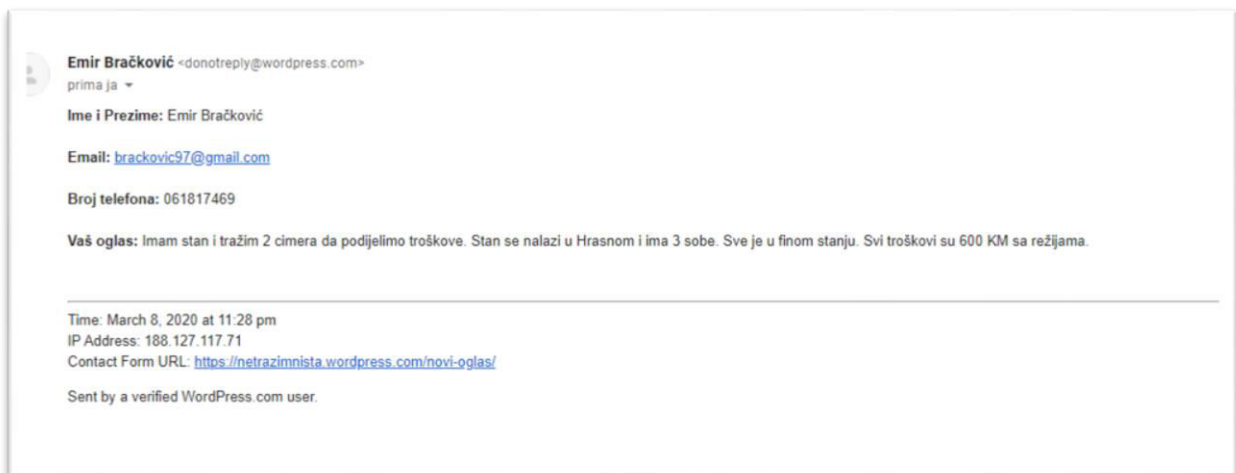 Emir Bračković <donotreply@wordpress.com>
prima ja
Ime i Prezime: Emir Bračković
Email: brackovic97@gmail.com
Broj telefona: 061817469
Vaš oglas: Imam stan i tražim 2 cimera da podijelimo troškove. Stan se nalazi u Hrasnom i ima 3 sobe. Sve je u finom stanju. Svi troškovi su 600 KM sa režijama.
Time: March 8, 2020 at 11:28 pm
IP Address: 188.127.117.71
Contact Form URL: https://netrazimnista.wordpress.com/novi-oglas/
Sent by a verified WordPress.com user.